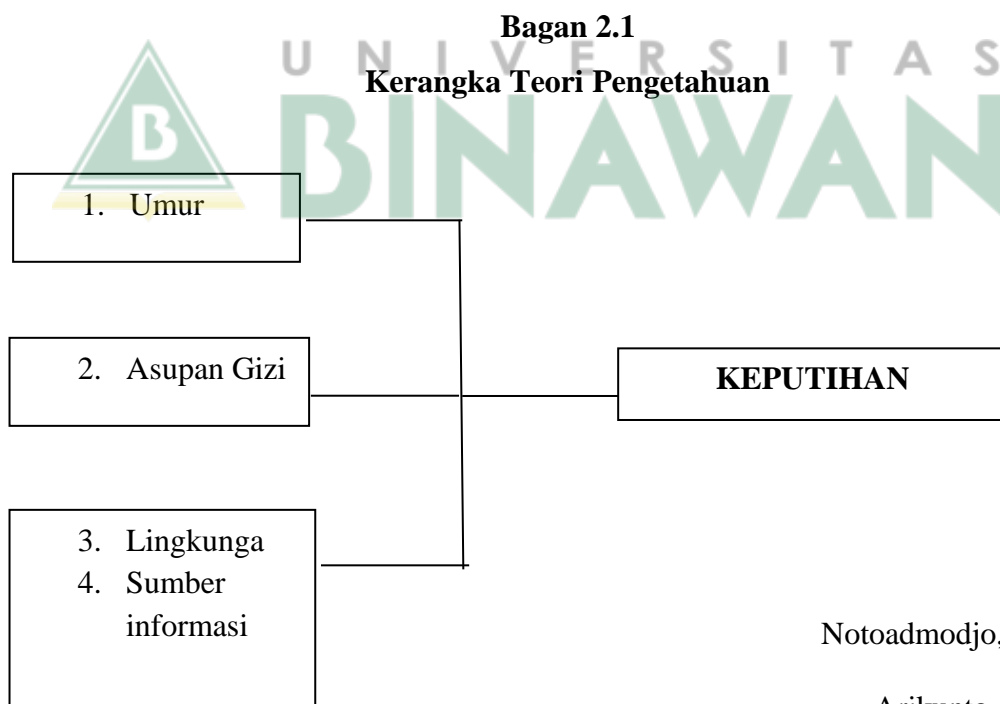 Bagan 2.1
UNIVERSITAS
Kerangka Teori Pengetahuan
B
BINAWAN
1. Umur
2. Asupan Gizi
KEPUTIHAN
3. Lingkunga
4. Sumber
informasi
Notoadmodjo,